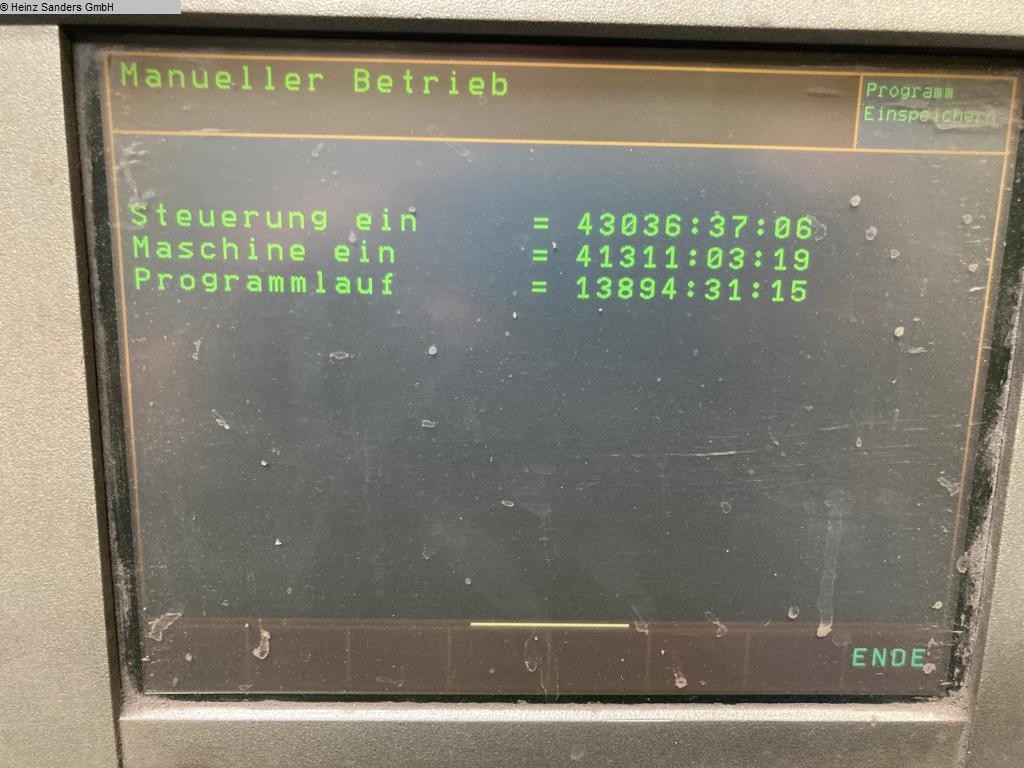 © Heinz Sanders GmbH
Manueller Betrieb
Programm
Einspeichern
Steuerung ein = 43036:37:06
Maschine ein = 41311:03:19
Programmlauf = 13894:31:15
ENDE